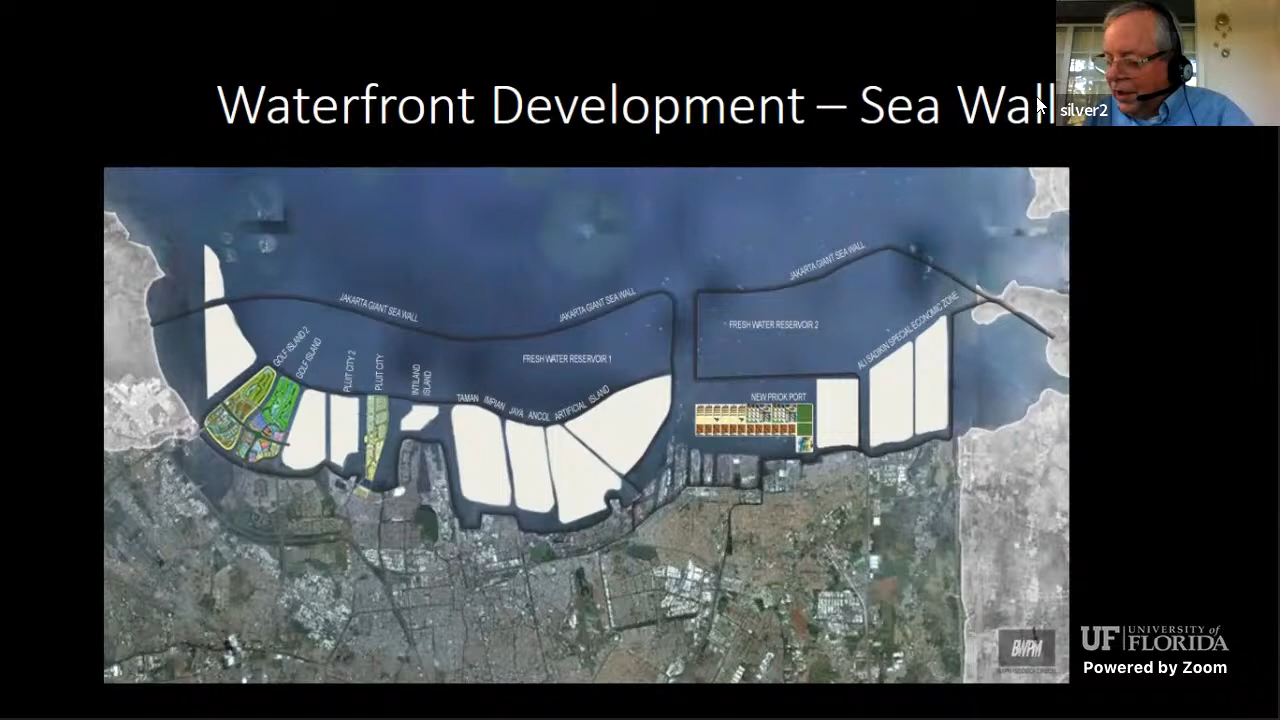 Waterfront Development – Sea Wall
silver2
JAKARTA GIANT SEA WALL
JAKARTA GIANT SEA WALL
JAKARTA GIANT SEA WALL
FRESH WATER RESERVOIR 1
FRESH WATER RESERVOIR 2
GOLF ISLAND 2
GOLF ISLAND
PLUIT CITY 2
PLUIT CITY
INTILAND
ISLAND
TAMAN IMPIAN JAYA ANCOL ARTIFICIAL ISLAND
NEW PRIOK PORT
ALI SADIKIN SPECIAL ECONOMIC ZONE
BWPM
UF UNIVERSITY of
FLORIDA
Powered by Zoom